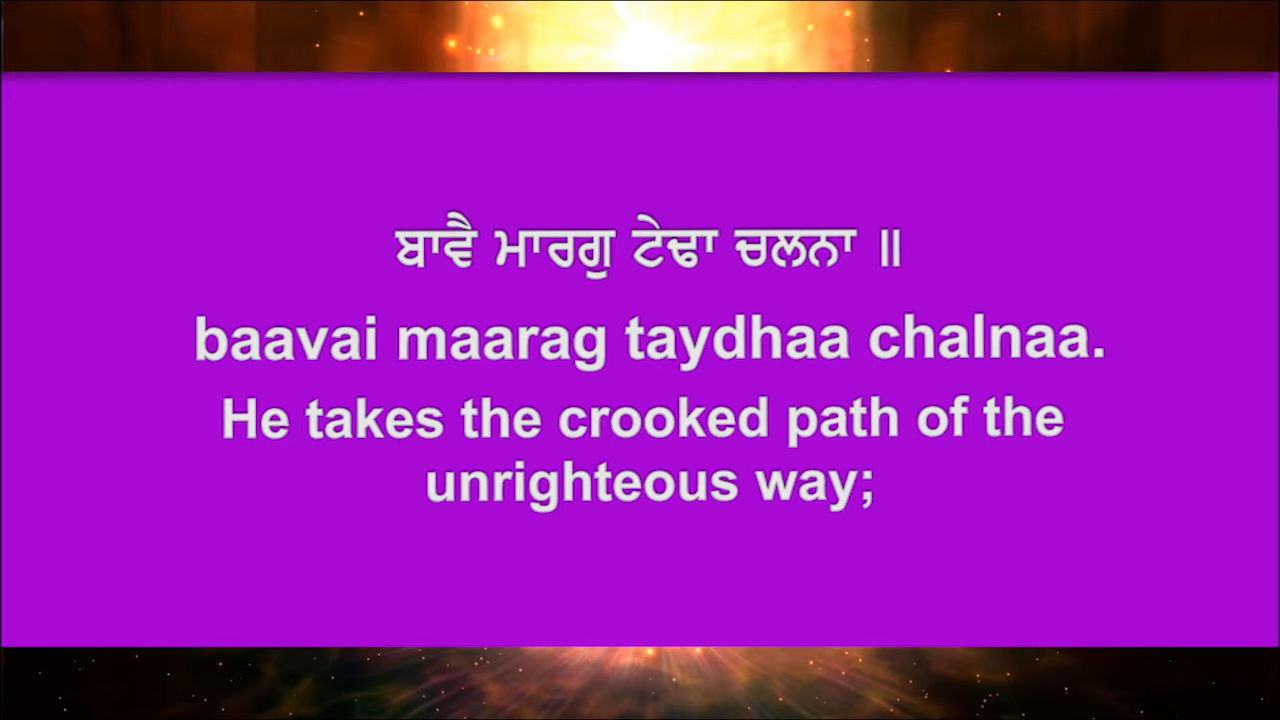 ਬਾਵੈ ਮਾਰਗੁ ਟੇਢਾ ਚਲਨਾ ॥
baavai maarag taydhaa chalnaa.
He takes the crooked path of the
unrighteous way;